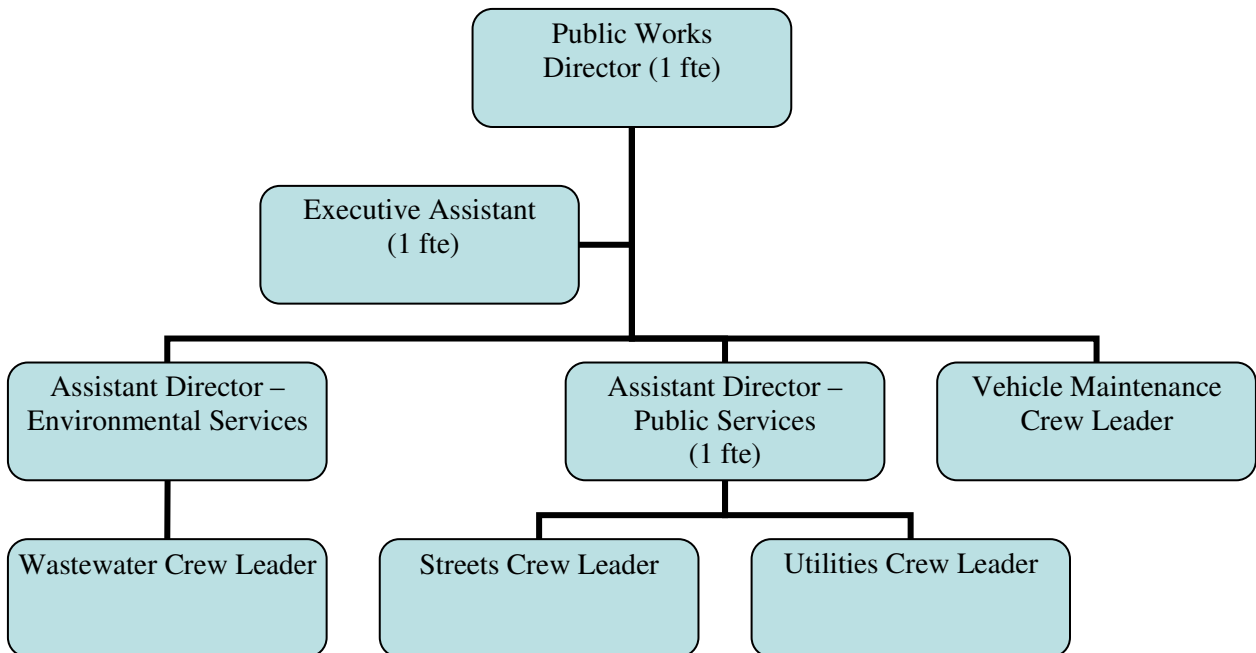 Public Works
Director (1 fte)
Executive Assistant
(1 fte)
Assistant Director –
Environmental Services
Assistant Director –
Public Services
(1 fte)
Vehicle Maintenance
Crew Leader
Wastewater Crew Leader
Streets Crew Leader
Utilities Crew Leader